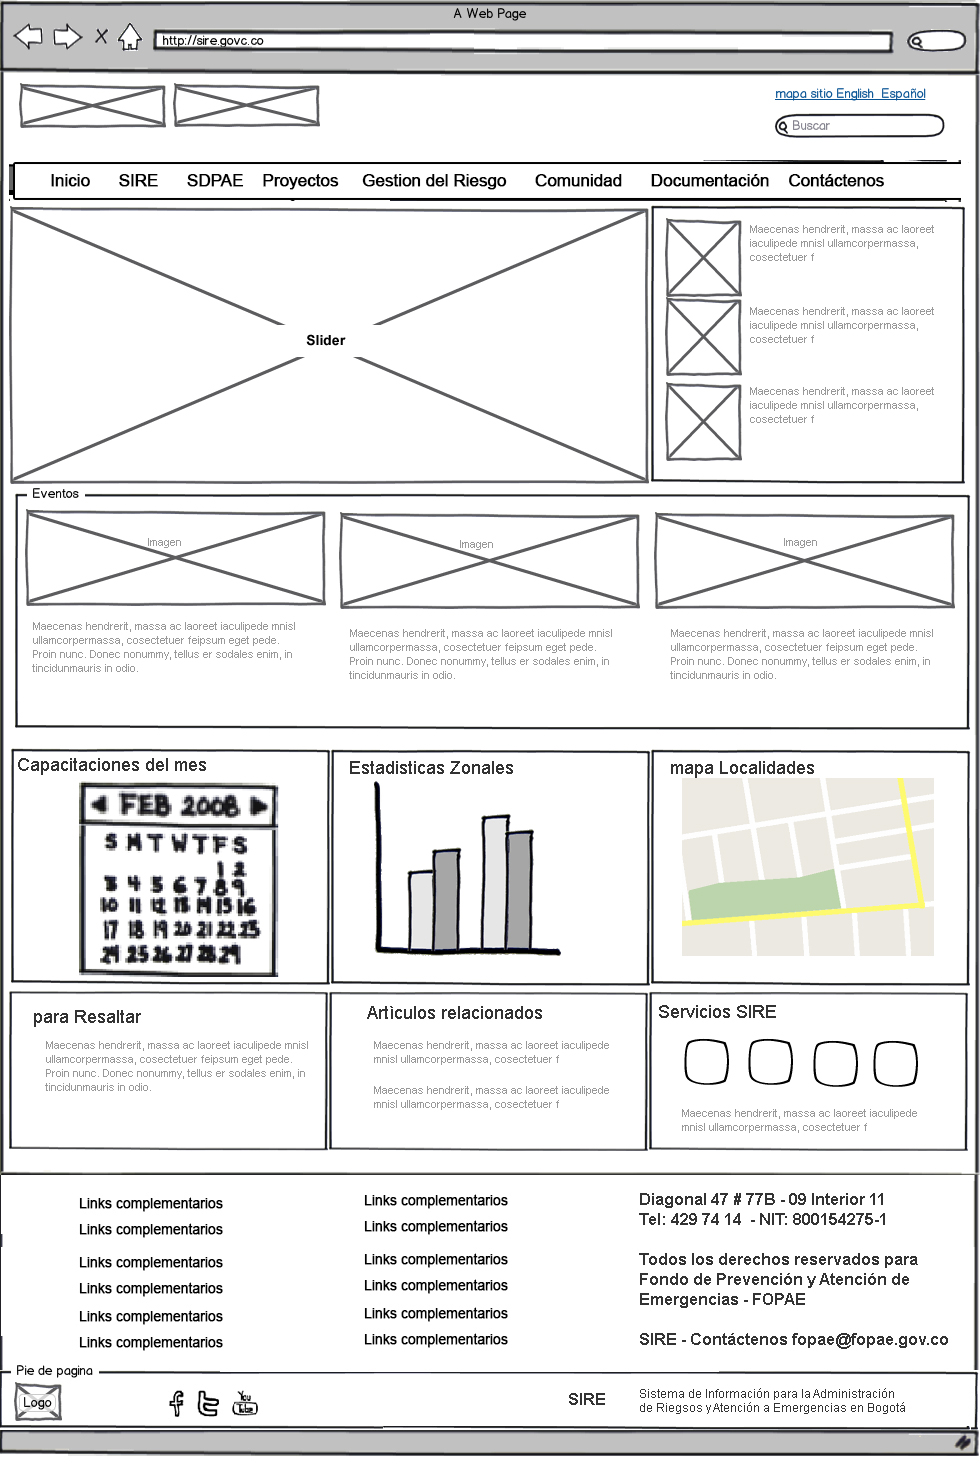 A Web Page
http://sire.govc.co
mapa sitio English Español
Buscar
Inicio SIRE SDPAE Proyectos Gestion del Riesgo Comunidad Documentación Contáctenos
Slider
Maecenas hendrerit, massa ac laoreet
iaculipede mnisl ullamcorpermassa,
cosectetuer f
Maecenas hendrerit, massa ac laoreet
iaculipede mnisl ullamcorpermassa,
cosectetuer f
Maecenas hendrerit, massa ac laoreet
iaculipede mnisl ullamcorpermassa,
cosectetuer f
Eventos
Imagen
Maecenas hendrerit, massa ac laoreet iaculipede mnisl
ullamcorpermassa, cosectetuer feipsum eget pede.
Proin nunc. Donec nonummy, tellus er sodales enim, in
tincidunmauris in odio.
Imagen
Maecenas hendrerit, massa ac laoreet iaculipede mnisl
ullamcorpermassa, cosectetuer feipsum eget pede.
Proin nunc. Donec nonummy, tellus er sodales enim, in
tincidunmauris in odio.
Imagen
Maecenas hendrerit, massa ac laoreet iaculipede mnisl
ullamcorpermassa, cosectetuer feipsum eget pede.
Proin nunc. Donec nonummy, tellus er sodales enim, in
tincidunmauris in odio.
Capacitaciones del mes
FEB 2008
S M T W T F S
1 2
3 4 5 6 7 8 9
10 11 12 13 14 15 16
17 18 19 20 21 22 23
24 25 26 27 28 29
Estadisticas Zonales
mapa Localidades
para Resaltar
Maecenas hendrerit, massa ac laoreet iaculipede mnisl
ullamcorpermassa, cosectetuer feipsum eget pede.
Proin nunc. Donec nonummy, tellus er sodales enim, in
tincidunmauris in odio.
Artìculos relacionados
Maecenas hendrerit, massa ac laoreet iaculipede
mnisl ullamcorpermassa, cosectetuer f
Maecenas hendrerit, massa ac laoreet iaculipede
mnisl ullamcorpermassa, cosectetuer f
Servicios SIRE
Maecenas hendrerit, massa ac laoreet iaculipede
mnisl ullamcorpermassa, cosectetuer f
Links complementarios
Links complementarios
Links complementarios
Links complementarios
Links complementarios
Links complementarios
Links complementarios
Links complementarios
Links complementarios
Links complementarios
Links complementarios
Links complementarios
Diagonal 47 # 77B - 09 Interior 11
Tel: 429 74 14 - NIT: 800154275-1
Todos los derechos reservados para
Fondo de Prevención y Atención de
Emergencias - FOPAE
SIRE - Contáctenos fopae@fopae.gov.co
Pie de pagina
Logo
You
Tube
SIRE
Sistema de Información para la Administración
de Riegsos y Atención a Emergencias en Bogotá